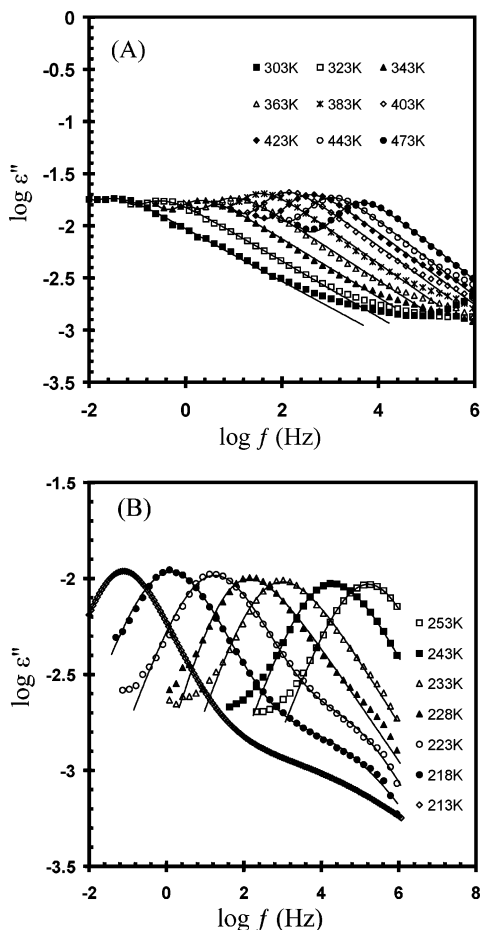 (A)
0
-0.5
-1
-1.5
-2.0
-2.5
-3
-3.5
303K 323K 343K
363K 383K 403K
423K 443K 473K
log ε"
-2 0 2 4 6
log f (Hz)
(B)
-1.5
-2
-2.5
-3
-3.5
log ε"
253K
243K
233K
228K
223K
218K
213K
-2 0 2 4 6 8
log f (Hz)